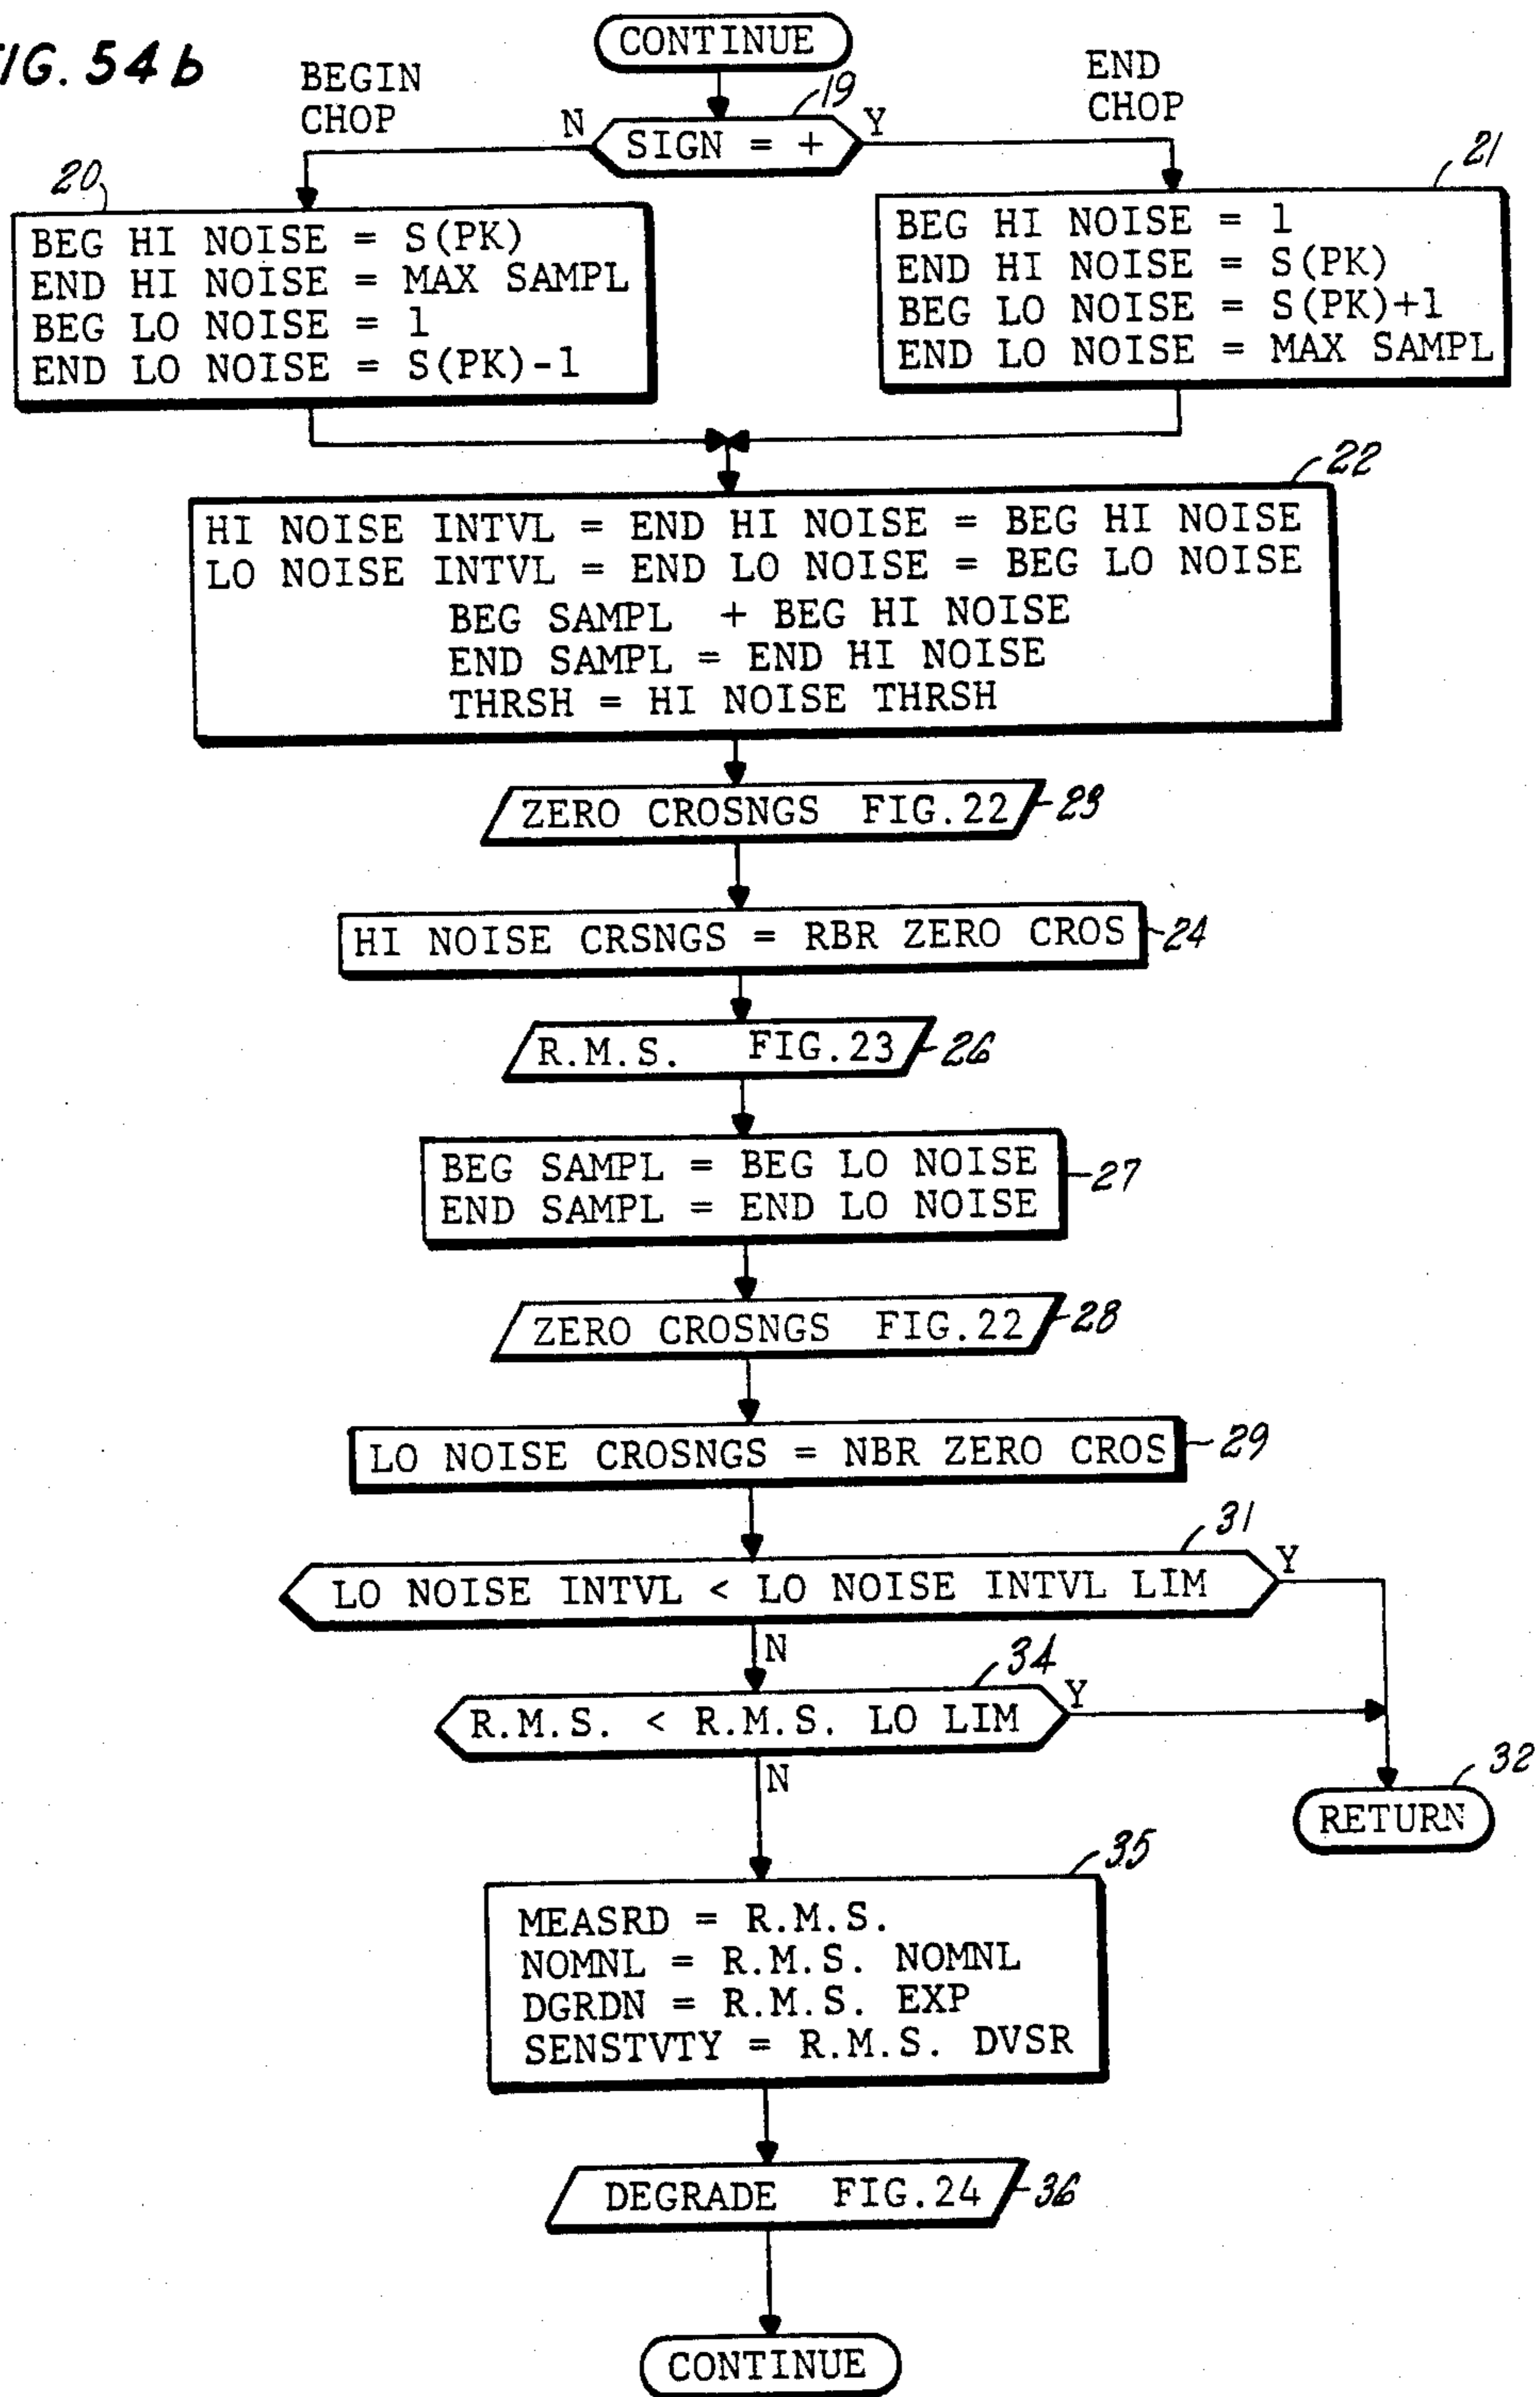 FIG. 54b
CONTINUE
BEGIN
CHOP
END
CHOP
19
N
SIGN = +
Y
20
BEG HI NOISE = S(PK)
END HI NOISE = MAX SAMPL
BEG LO NOISE = 1
END LO NOISE = S(PK)-1
21
BEG HI NOISE = 1
END HI NOISE = S(PK)
BEG LO NOISE = S(PK)+1
END LO NOISE = MAX SAMPL
22
HI NOISE INTVL = END HI NOISE = BEG HI NOISE
LO NOISE INTVL = END LO NOISE = BEG LO NOISE
BEG SAMPL + BEG HI NOISE
END SAMPL = END HI NOISE
THRSH = HI NOISE THRSH
ZERO CROSNGS FIG.22
23
HI NOISE CRSNGS = RBR ZERO CROS
24
R.M.S. FIG.23
26
BEG SAMPL = BEG LO NOISE
END SAMPL = END LO NOISE
27
ZERO CROSNGS FIG.22
28
LO NOISE CROSNGS = NBR ZERO CROS
29
31
LO NOISE INTVL < LO NOISE INTVL LIM
Y
N
34
R.M.S. < R.M.S. LO LIM
Y
N
32
RETURN
35
MEASRD = R.M.S.
NOMNL = R.M.S. NOMNL
DGRDN = R.M.S. EXP
SENSTVTY = R.M.S. DVSR
DEGRADE FIG.24
36
CONTINUE